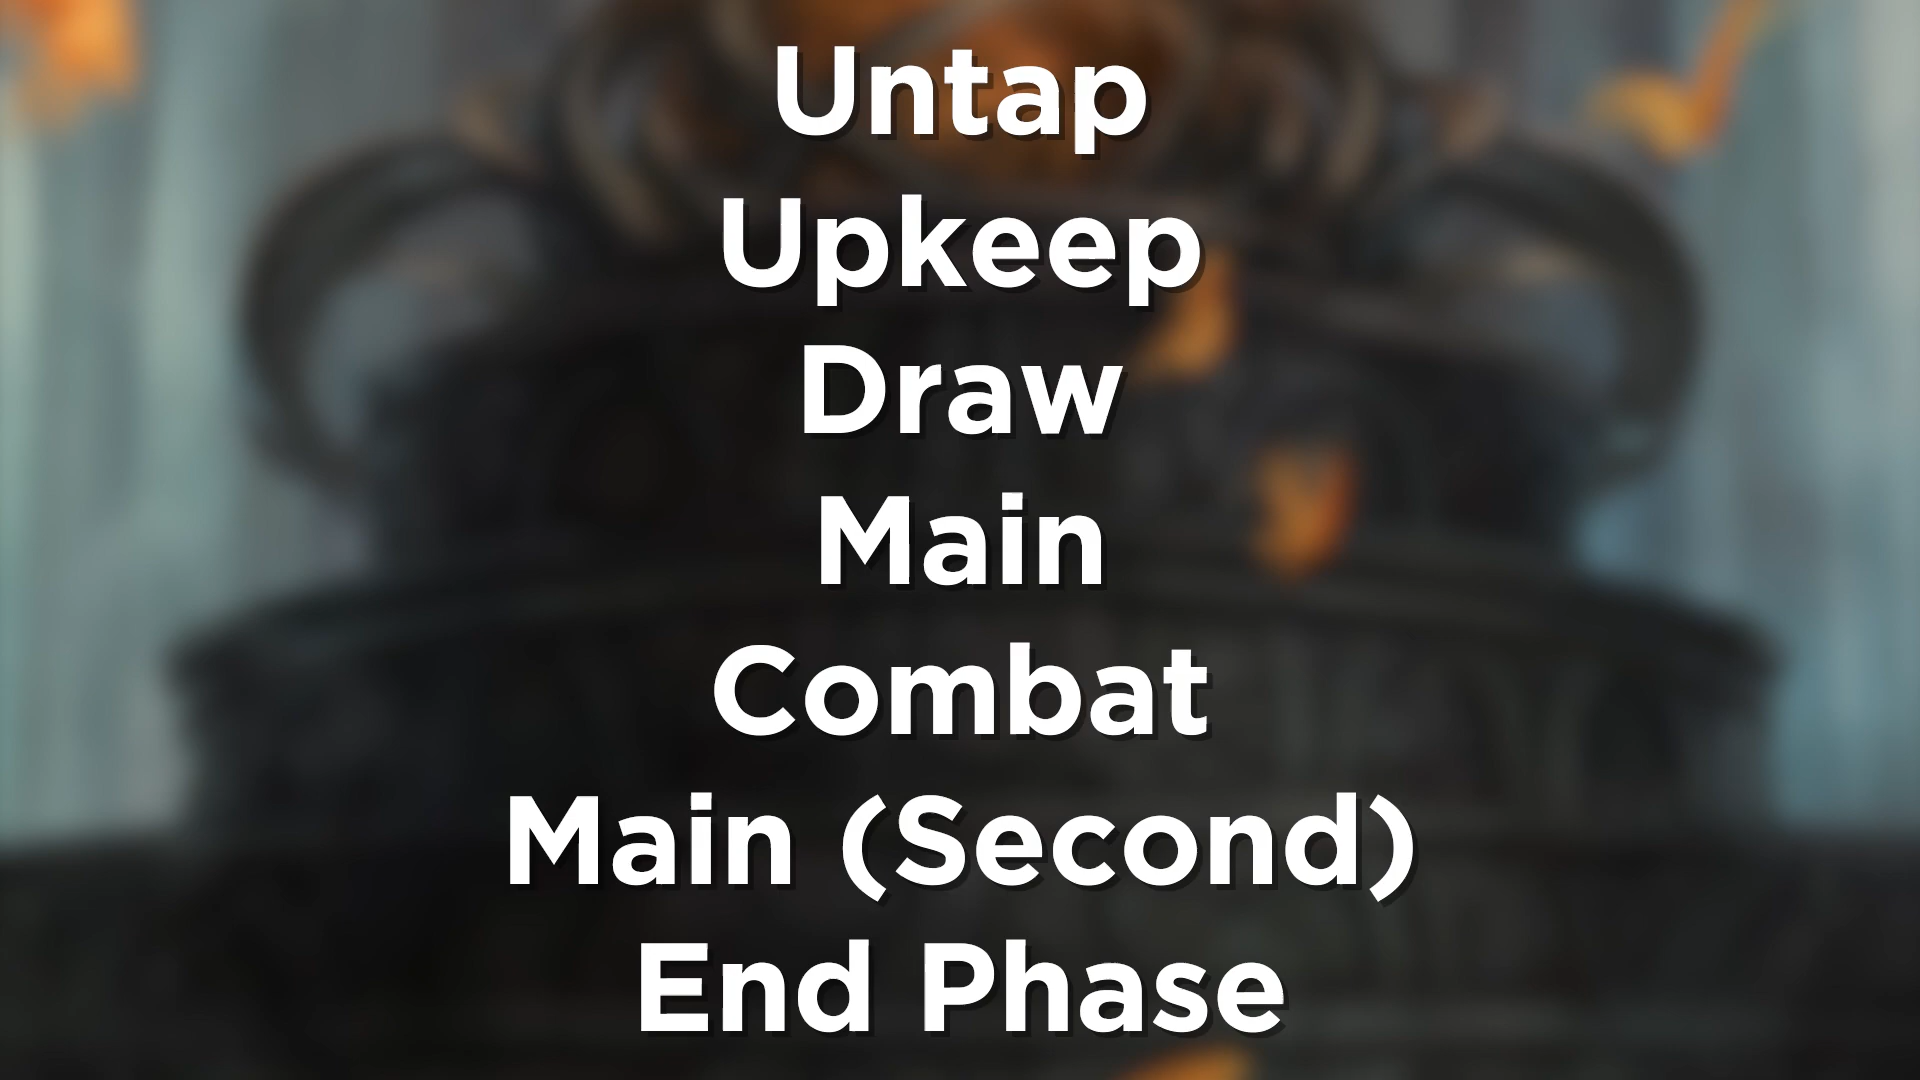 Untap
Upkeep
Draw
Main
Combat
Main (Second)
End Phase